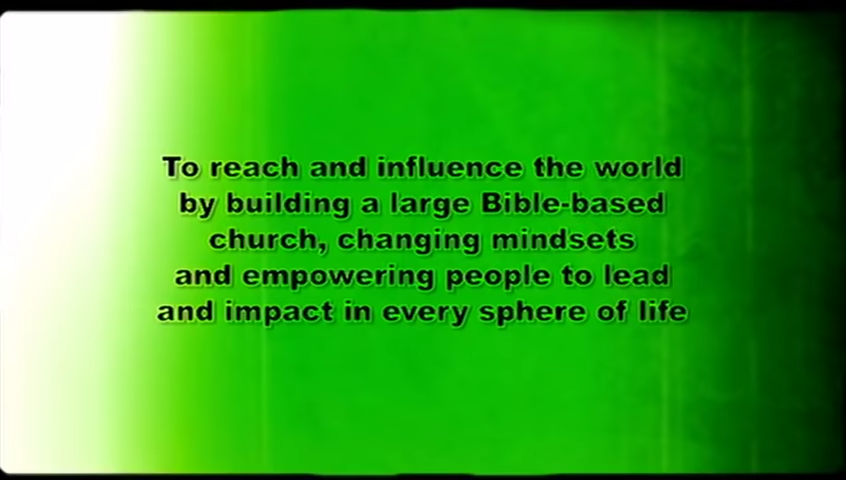 To reach and influence the world
by building a large Bible-based
church, changing mindsets
and empowering people to lead
and impact in every sphere of life